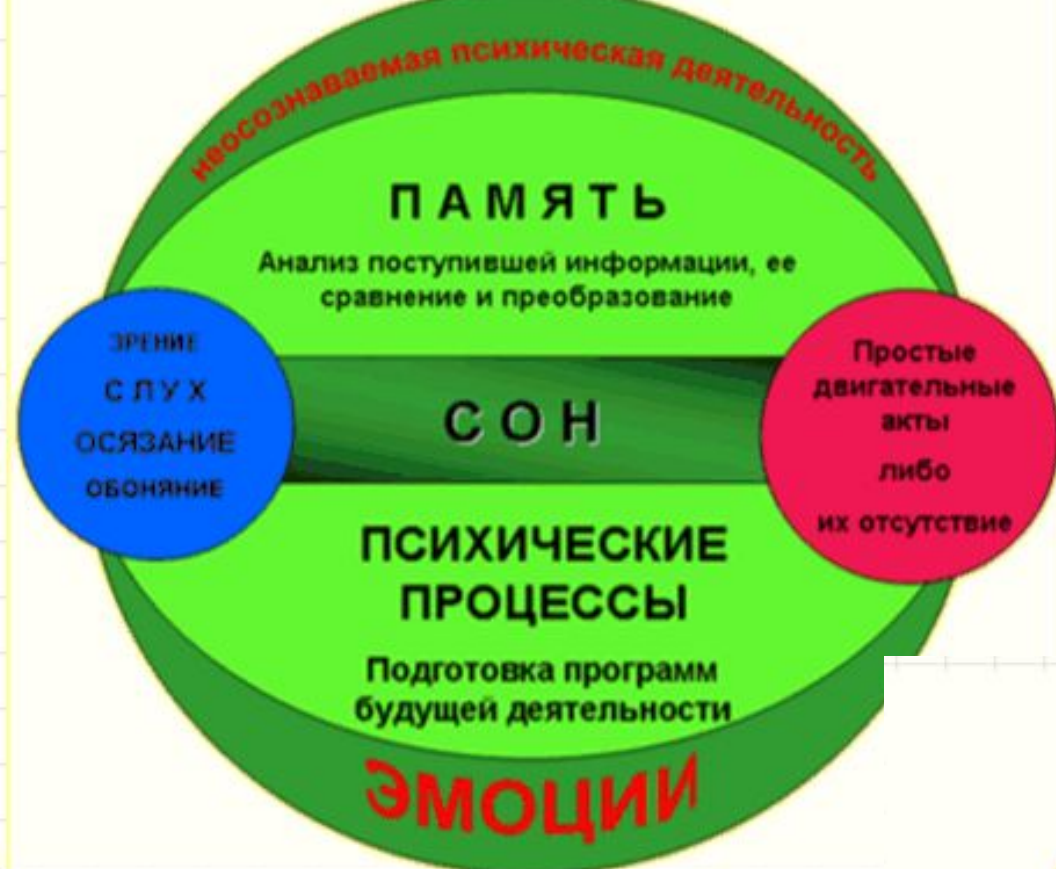 неосознаваемая психическая деятельность
ПАМЯТЬ
Анализ поступившей информации, ее
сравнение и преобразование
ЗРЕНИЕ
СЛУХ
ОСЯЗАНИЕ
ОБОНЯНИЕ
СОН
Простые
двигательные
акты
либо
их отсутствие
ПСИХИЧЕСКИЕ
ПРОЦЕССЫ
Подготовка программ
будущей деятельности
ЭМОЦИИ